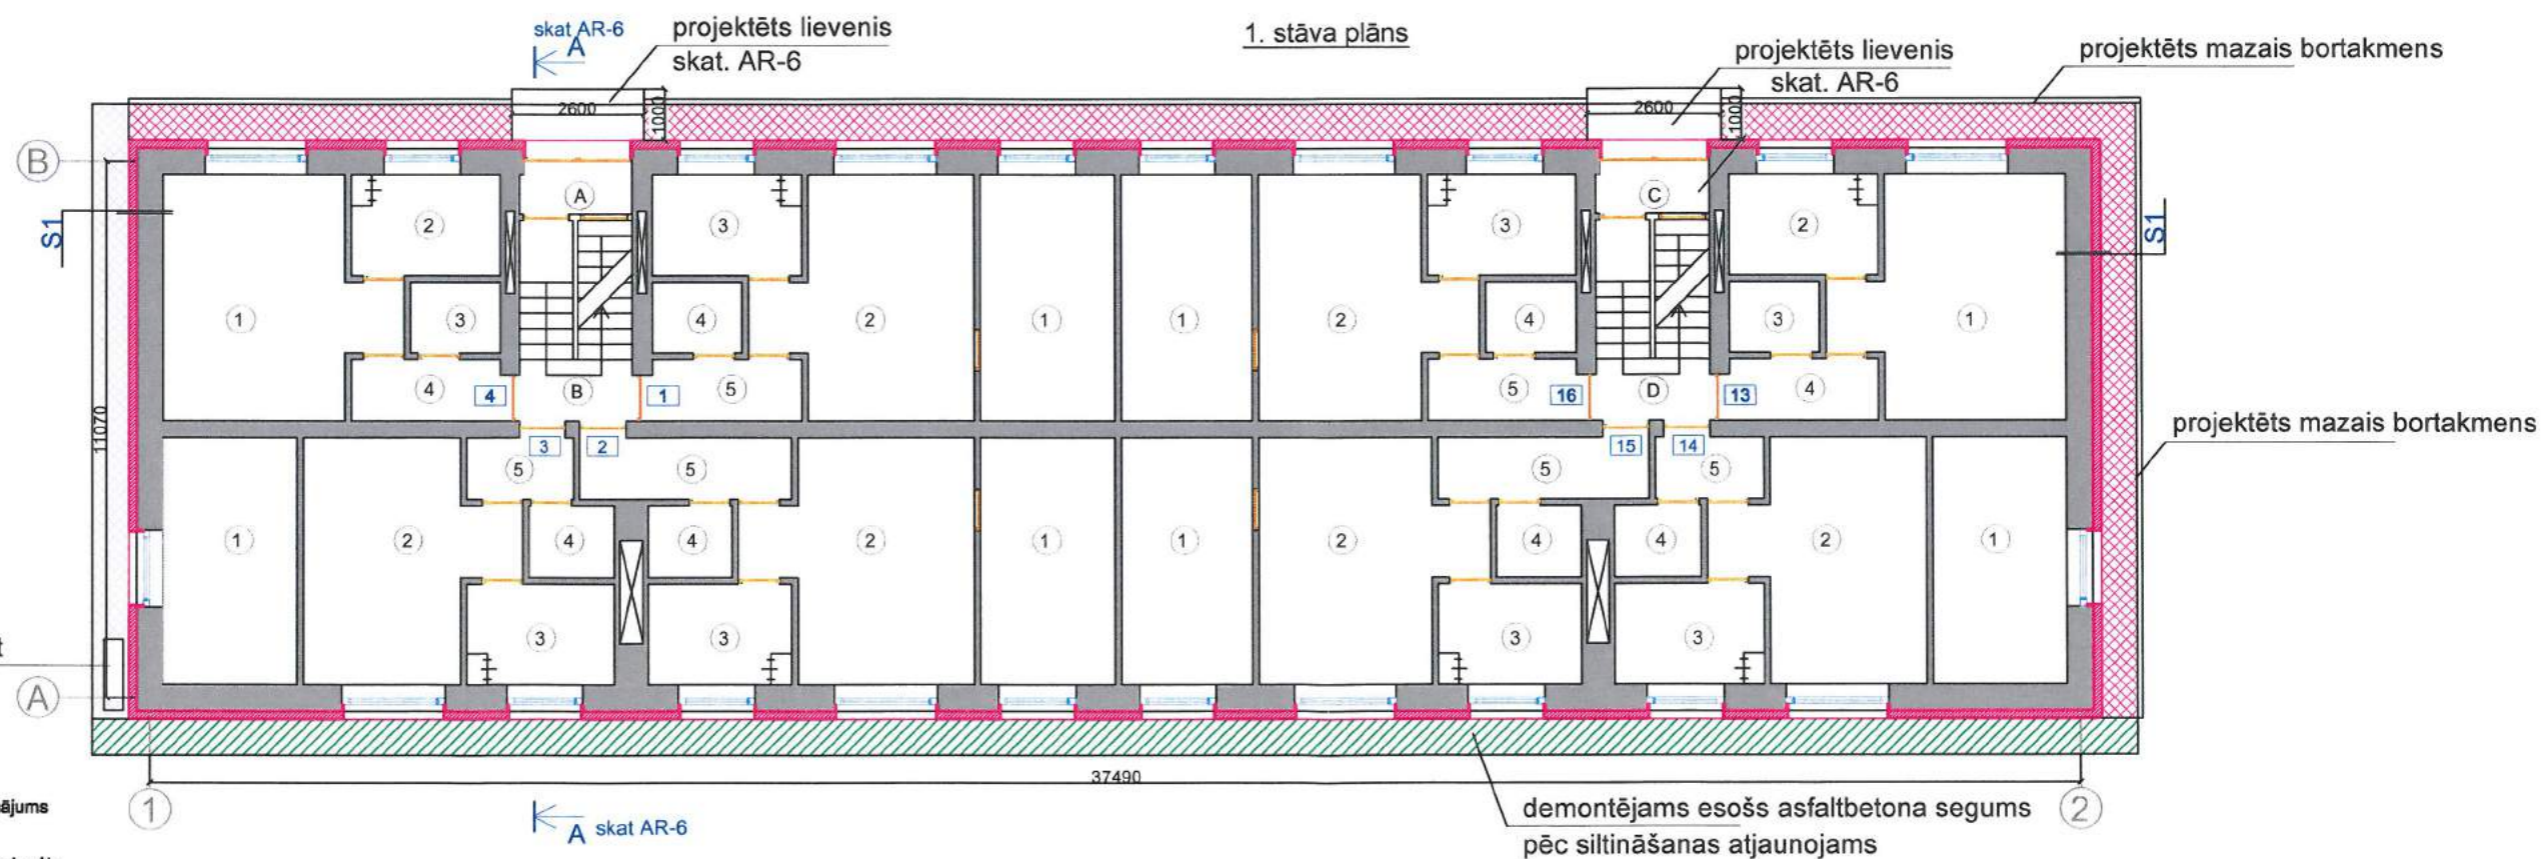 1. stāva plāns
skat AR-6
A
projektēts lievenis
skat. AR-6
projektēts lievenis
skat. AR-6
projektēts mazais bortakmens
2600
1000
2600
1000
B
A
C
S1
S1
2
3
3
2
1
3
4
2
1
1
2
4
3
1
11070
4
4
B
1
5
5
16
D
13
4
projektēts mazais bortakmens
3
2
15
14
5
5
5
5
1
2
4
4
2
1
1
2
4
4
2
1
3
3
3
3
t
A
37490
ājums
1
2
A
skat AR-6
demontējams esošs asfaltbetona segums
pēc siltināšanas atjaunojams